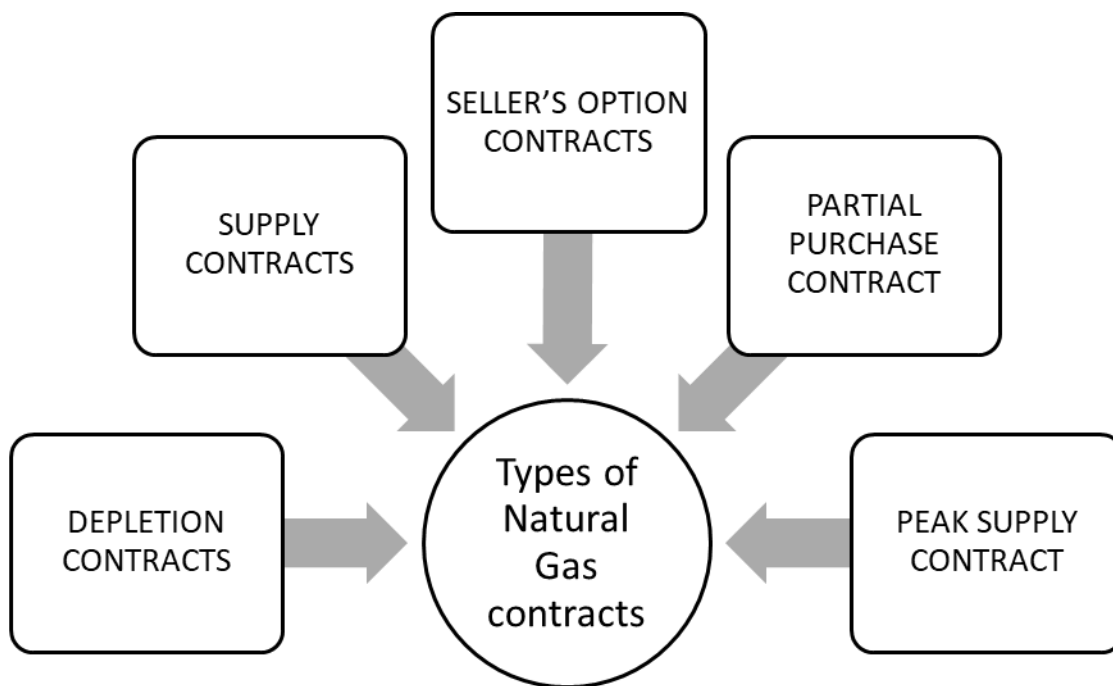 SELLER’S OPTION
CONTRACTS
SUPPLY
CONTRACTS
PARTIAL
PURCHASE
CONTRACT
DEPLETION
CONTRACTS
Types of
Natural
Gas
contracts
PEAK SUPPLY
CONTRACT